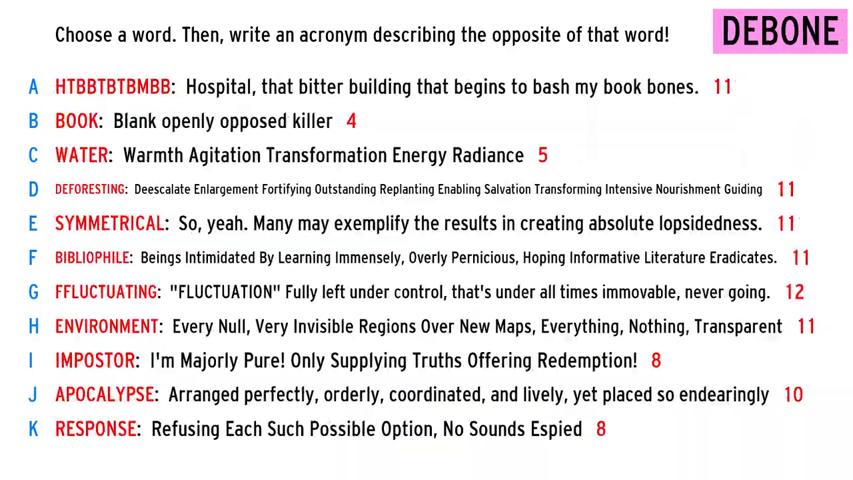 Choose a word. Then, write an acronym describing the opposite of that word!
DEBONE
A HTBBTBTBMBB: Hospital, that bitter building that begins to bash my book bones. 11
B BOOK: Blank openly opposed killer 4
C WATER: Warmth Agitation Transformation Energy Radiance 5
D DEFORESTING: Deescalate Enlargement Fortifying Outstanding Replanting Enabling Salvation Transforming Intensive Nourishment Guiding 11
E SYMMETRICAL: So, yeah. Many may exemplify the results in creating absolute lopsidedness. 11
F BIBLIOPHILE: Beings Intimidated By Learning Immensely, Overly Pernicious, Hoping Informative Literature Eradicates. 11
G FFLUCTUATING: "FLUCTUATION" Fully left under control, that's under all times immovable, never going. 12
H ENVIRONMENT: Every Null, Very Invisible Regions Over New Maps, Everything, Nothing, Transparent 11
I IMPOSTOR: I'm Majorly Pure! Only Supplying Truths Offering Redemption! 8
J APOCALYPSE: Arranged perfectly, orderly, coordinated, and lively, yet placed so endearingly 10
K RESPONSE: Refusing Each Such Possible Option, No Sounds Espied 8